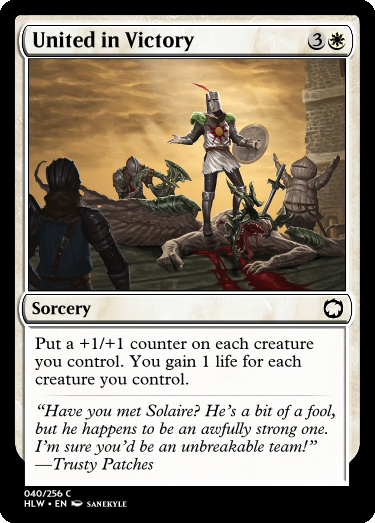 United in Victory 3
Sorcery
Put a +1/+1 counter on each creature
you control. You gain 1 life for each
creature you control.
“Have you met Solaire? He’s a bit of a fool,
but he happens to be an awfully strong one.
I’m sure you’d be an unbreakable team!”
—Trusty Patches
040/256 C
HLW • EN SANEKYLE